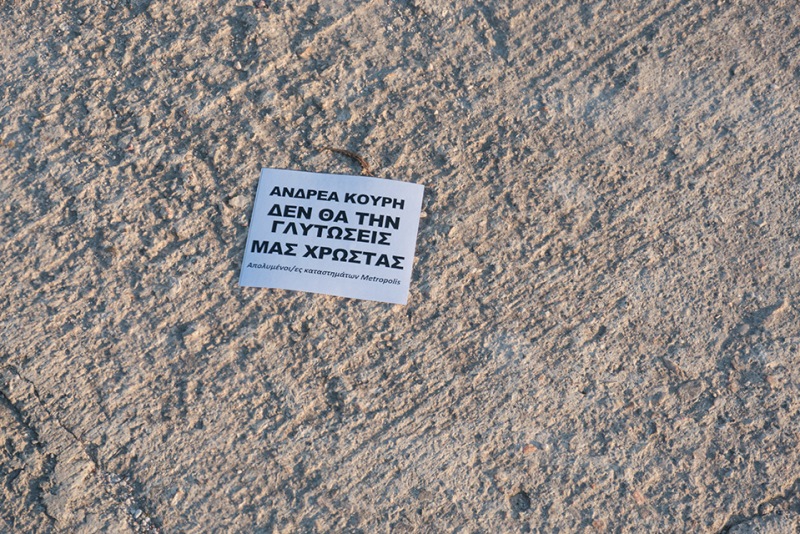 ΑΝΔΡΕΑ ΚΟΥΡΗ
ΔΕΝ ΘΑ ΤΗΝ
ΓΛΥΤΩΣΕΙΣ
ΜΑΣ ΧΡΩΣΤΑΣ
Απολυμένοι/ες καταστημάτων Metropolis